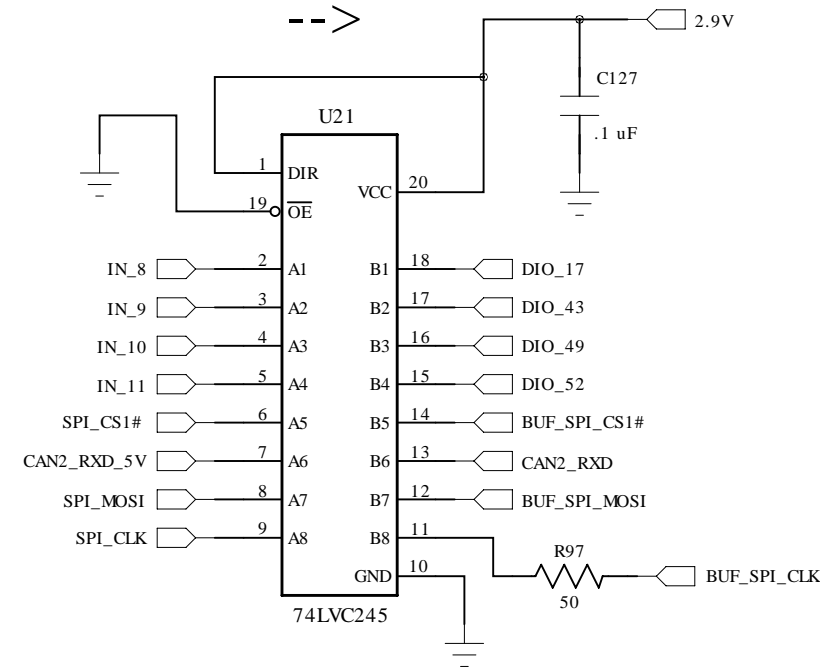 -->
2.9V
C127
.1 uF
U21
1 DIR
VCC 20
19 OE
IN_8 2 A1 B1 18 DIO_17
IN_9 3 A2 B2 17 DIO_43
IN_10 4 A3 B3 16 DIO_49
IN_11 5 A4 B4 15 DIO_52
SPI_CS1# 6 A5 B5 14 BUF_SPI_CS1#
CAN2_RXD_5V 7 A6 B6 13 CAN2_RXD
SPI_MOSI 8 A7 B7 12 BUF_SPI_MOSI
SPI_CLK 9 A8 B8 11
R97
GND 10
50
BUF_SPI_CLK
74LVC245